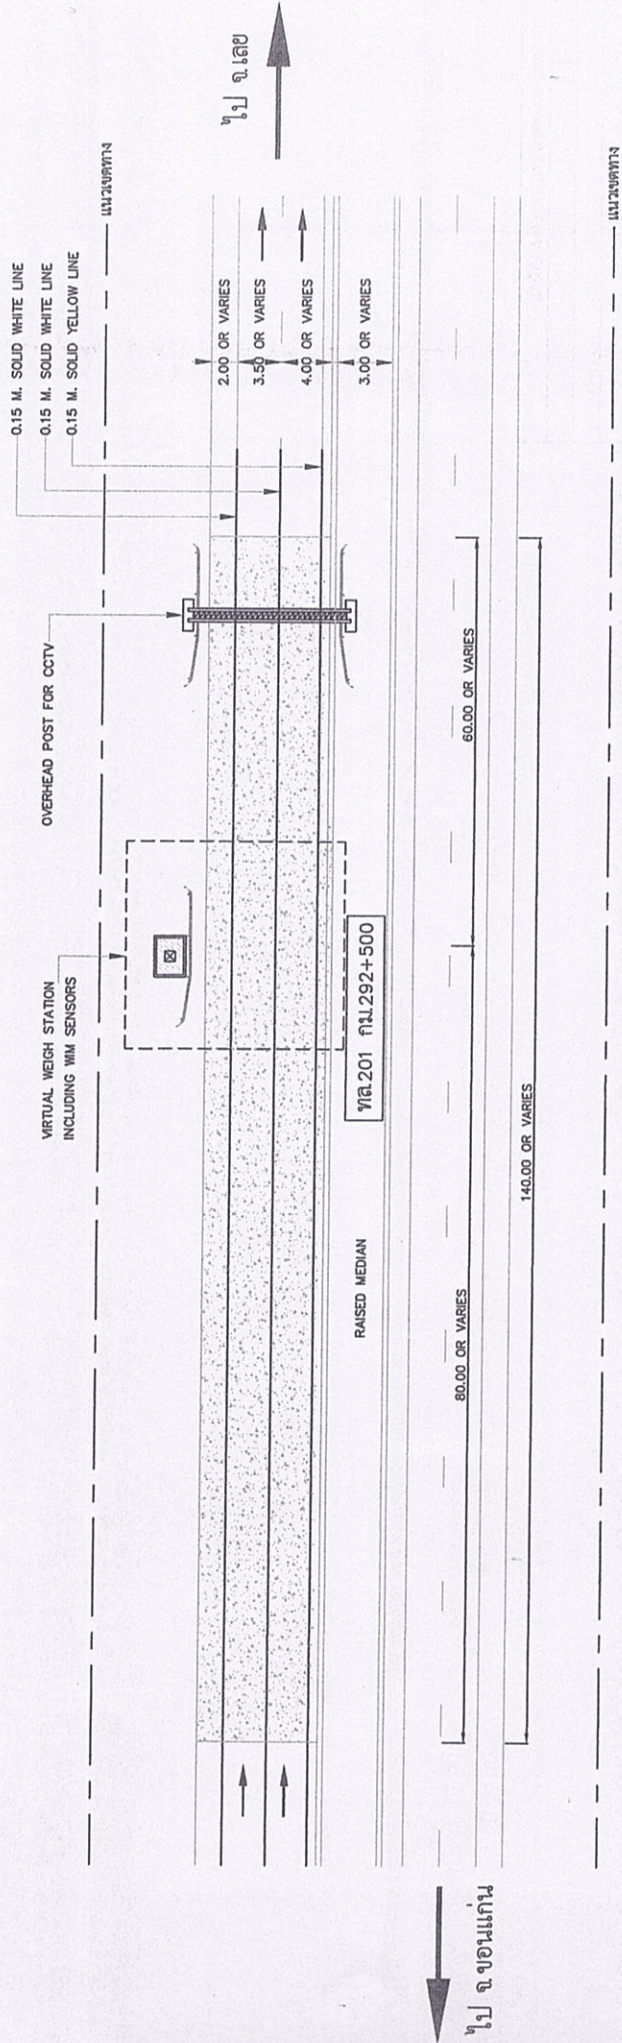 0.15 M. SOLID WHITE LINE
0.15 M. SOLID WHITE LINE
0.15 M. SOLID YELLOW LINE
OVERHEAD POST FOR CCTV
VIRTUAL WEIGH STATION
INCLUDING WIM SENSORS
แนวเขตทาง
ไป จ.เลย
2.00 OR VARIES
3.50 OR VARIES
4.00 OR VARIES
3.00 OR VARIES
ทล.201 กม.292+500
RAISED MEDIAN
60.00 OR VARIES
80.00 OR VARIES
140.00 OR VARIES
ไป จ.ขอนแก่น
แนวเขตทาง